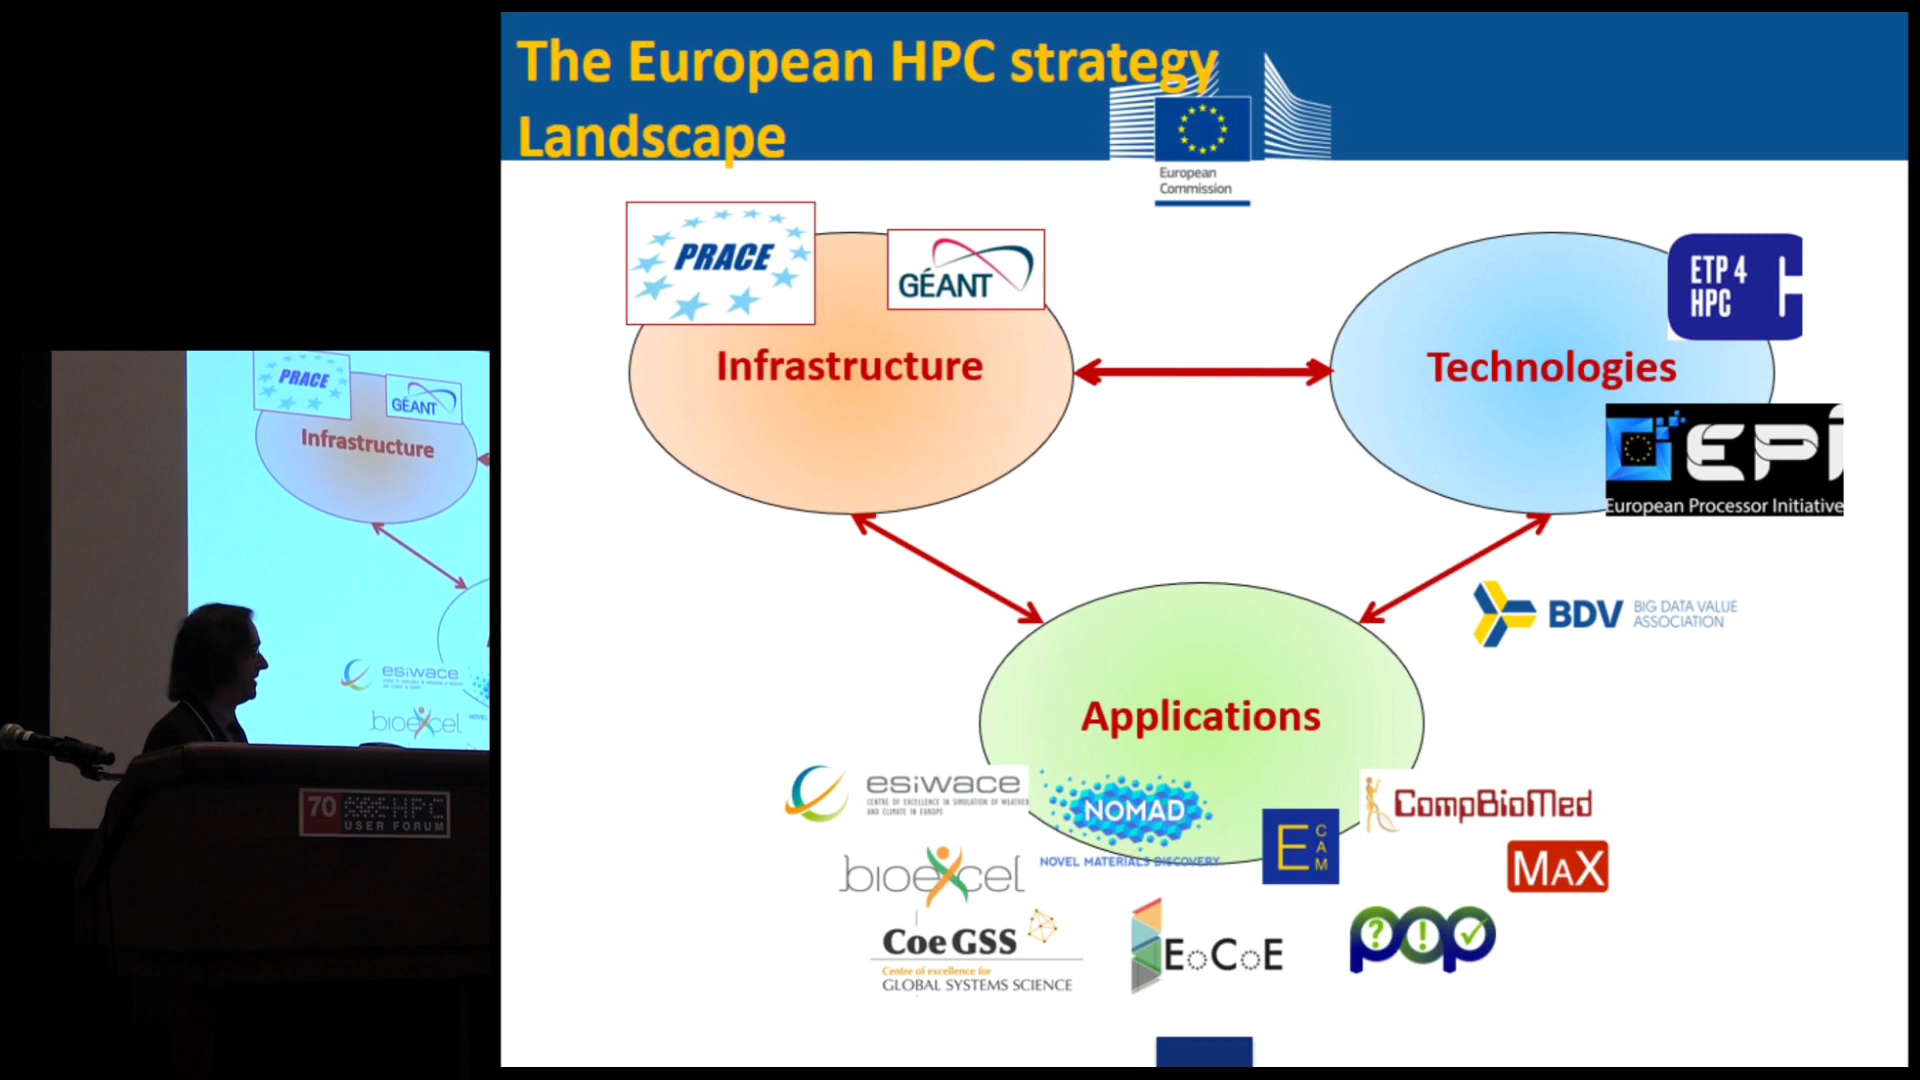 The European HPC strategy
Landscape
European
Commission
PRACE
GÉANT
Infrastructure
ETP 4
HPC
H
Technologies
EPI
European Processor Initiative
BDV
BIG DATA VALUE
ASSOCIATION
Applications
esiwace
CENTRE OF EXCELLENCE IN SIMULATION OF WEATHER
AND CLIMATE IN EUROPE
NOMAD
NOVEL MATERIALS DISCOVERY
E
CAM
CompBioMed
MAX
bioexcel
CoeGSS
Centre of excellence for
GLOBAL SYSTEMS SCIENCE
EoCoE
pop
PRACE
GÉANT
Infrastructure
esiwace
bioexcel
70
HPC
USER FORUM